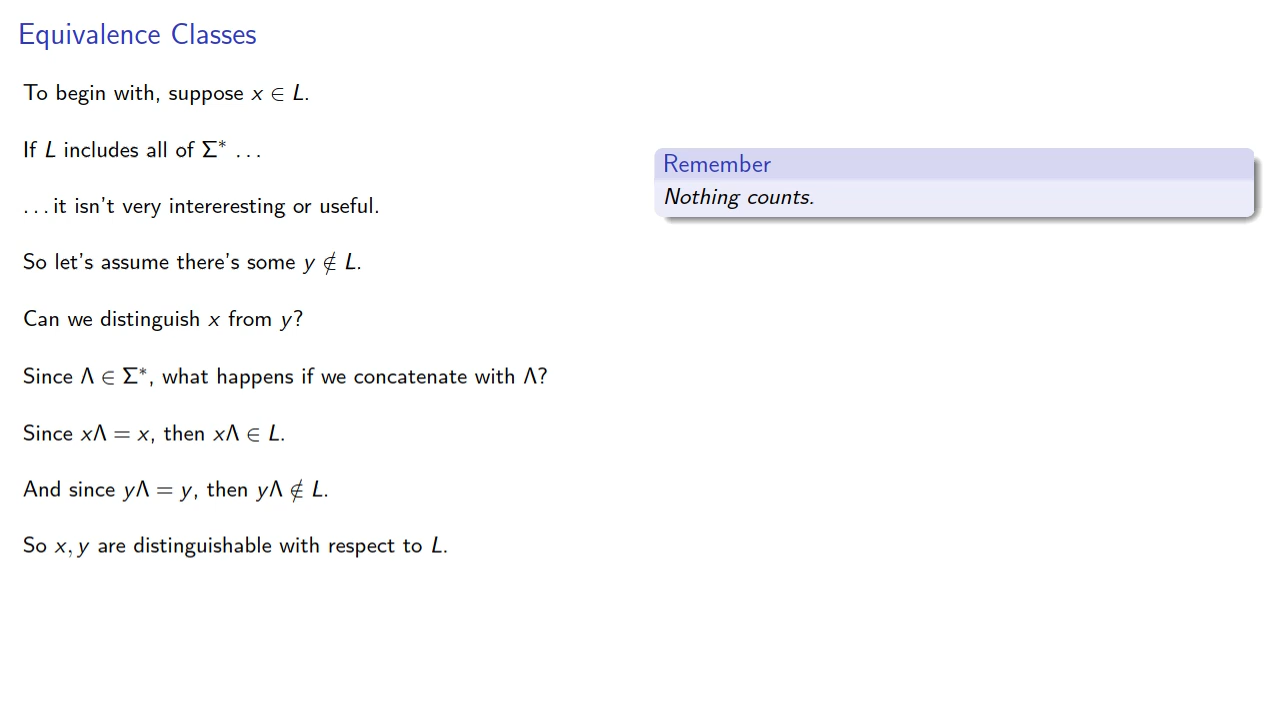 Equivalence Classes
To begin with, suppose x ∈ L.
If L includes all of Σ* ...
...it isn't very intereresting or useful.
So let's assume there's some y ∉ L.
Can we distinguish x from y?
Since Λ ∈ Σ*, what happens if we concatenate with Λ?
Since xΛ = x, then xΛ ∈ L.
And since yΛ = y, then yΛ ∉ L.
So x, y are distinguishable with respect to L.
Remember
Nothing counts.